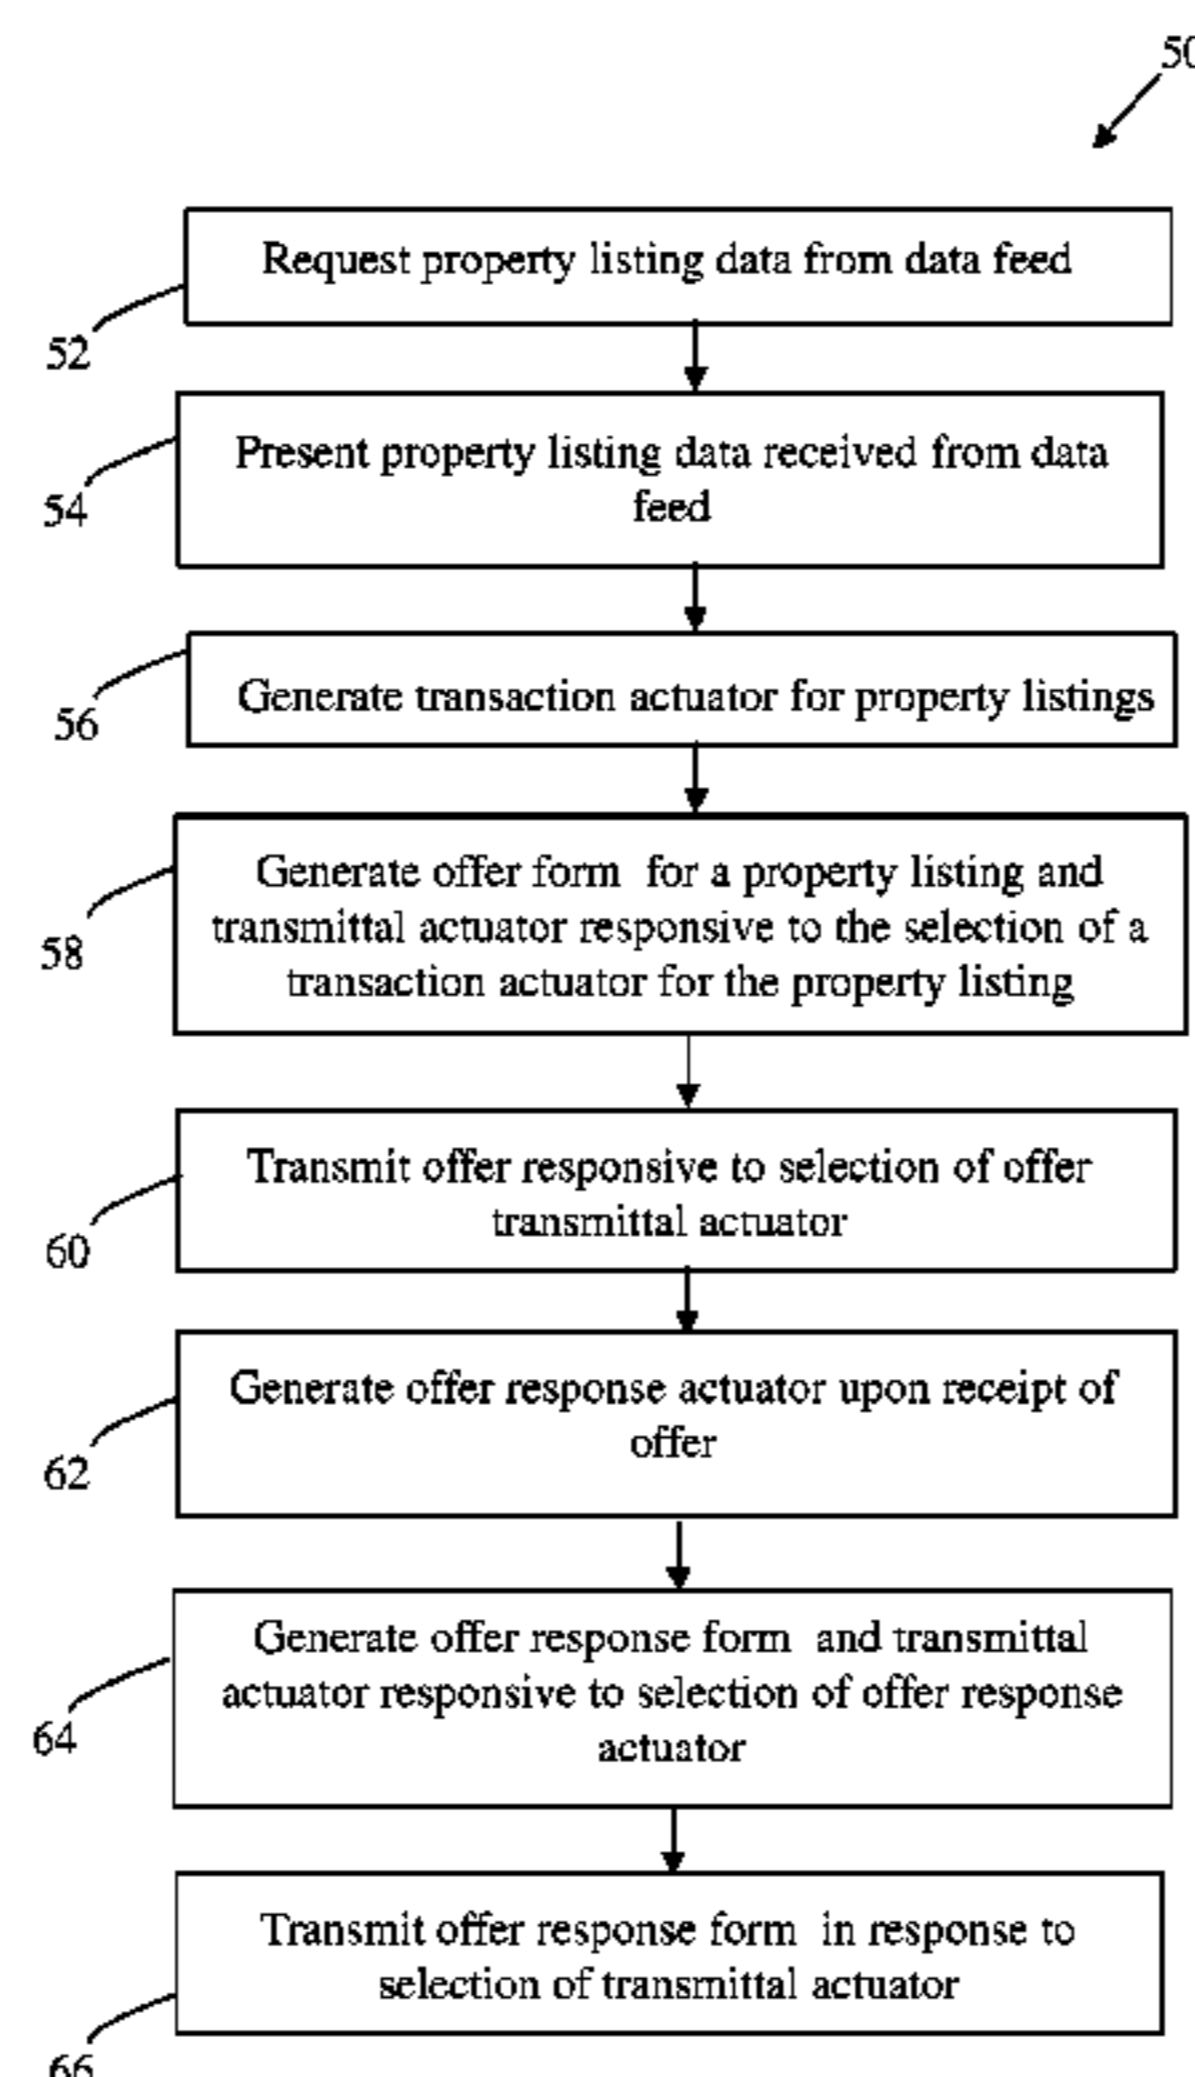 50
Request property listing data from data feed
52
Present property listing data received from data
feed
54
Generate transaction actuator for property listings
56
Generate offer form for a property listing and
transmittal actuator responsive to the selection of a
transaction actuator for the property listing
58
Transmit offer responsive to selection of offer
transmittal actuator
60
Generate offer response actuator upon receipt of
offer
62
Generate offer response form and transmittal
actuator responsive to selection of offer response
actuator
64
Transmit offer response form in response to
selection of transmittal actuator
66